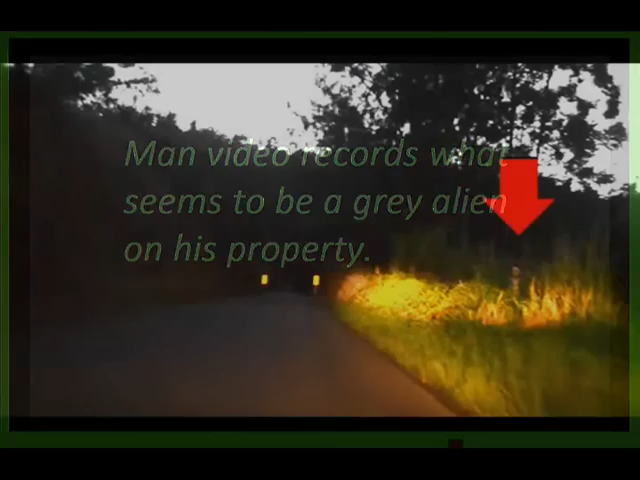 Man video records what
seems to be a grey alien
on his property.